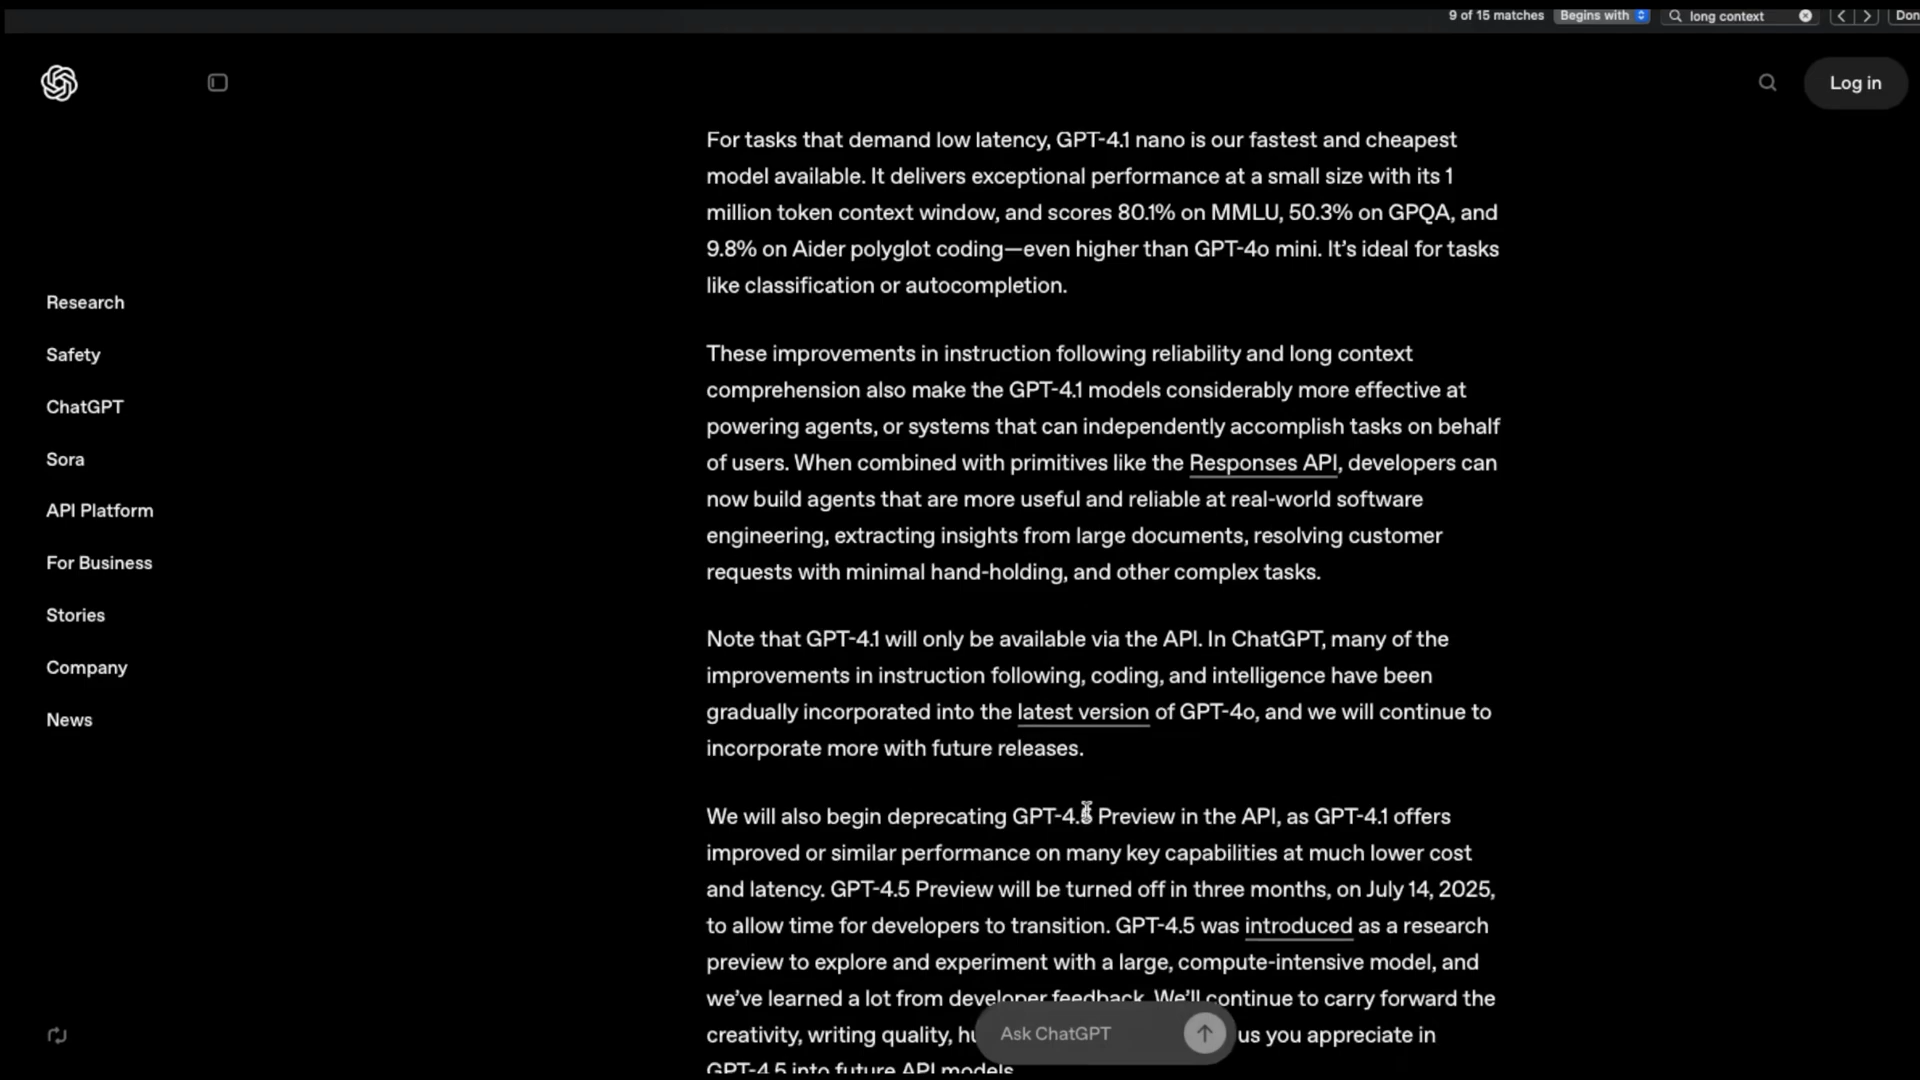 9 of 15 matches Begins with long context Don
Log in
For tasks that demand low latency, GPT-4.1 nano is our fastest and cheapest
model available. It delivers exceptional performance at a small size with its 1
million token context window, and scores 80.1% on MMLU, 50.3% on GPQA, and
9.8% on Aider polyglot coding—even higher than GPT-4o mini. It's ideal for tasks
like classification or autocompletion.
Research
Safety
ChatGPT
Sora
API Platform
For Business
Stories
Company
News
These improvements in instruction following reliability and long context
comprehension also make the GPT-4.1 models considerably more effective at
powering agents, or systems that can independently accomplish tasks on behalf
of users. When combined with primitives like the Responses API, developers can
now build agents that are more useful and reliable at real-world software
engineering, extracting insights from large documents, resolving customer
requests with minimal hand-holding, and other complex tasks.
Note that GPT-4.1 will only be available via the API. In ChatGPT, many of the
improvements in instruction following, coding, and intelligence have been
gradually incorporated into the latest version of GPT-4o, and we will continue to
incorporate more with future releases.
We will also begin deprecating GPT-4.5 Preview in the API, as GPT-4.1 offers
improved or similar performance on many key capabilities at much lower cost
and latency. GPT-4.5 Preview will be turned off in three months, on July 14, 2025,
to allow time for developers to transition. GPT-4.5 was introduced as a research
preview to explore and experiment with a large, compute-intensive model, and
we've learned a lot from developer feedback. We'll continue to carry forward the
creativity, writing quality, us you appreciate in
GPT-4.5 into future API models.
Ask ChatGPT